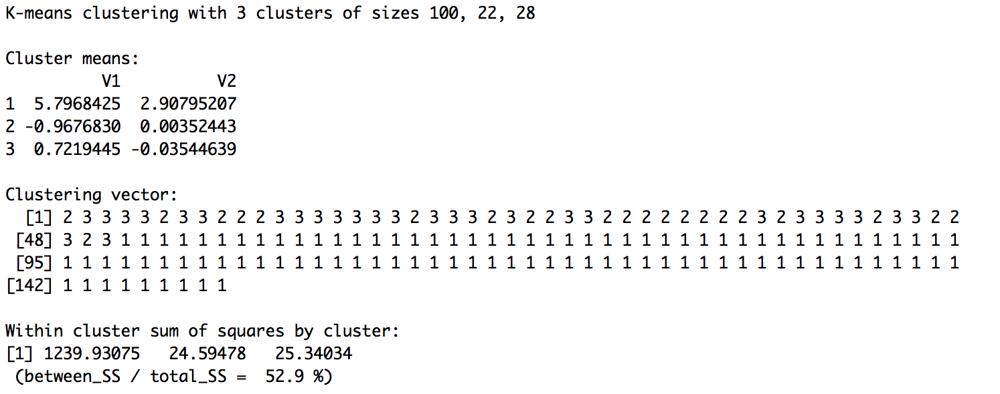 K-means clustering with 3 clusters of sizes 100, 22, 28
Cluster means:
V1 V2
1 5.7968425 2.90795207
2 -0.9676830 0.00352443
3 0.7219445 -0.03544639
Clustering vector:
[1] 2 3 3 3 3 2 3 3 2 2 2 3 3 3 3 3 3 3 2 3 3 3 2 3 2 2 3 3 2 2 2 2 2 2 2 2 3 2 3 3 3 3 2 3 3 2 2
[48] 3 2 3 1 1 1 1 1 1 1 1 1 1 1 1 1 1 1 1 1 1 1 1 1 1 1 1 1 1 1 1 1 1 1 1 1 1 1 1 1 1 1 1 1 1 1 1
[95] 1 1 1 1 1 1 1 1 1 1 1 1 1 1 1 1 1 1 1 1 1 1 1 1 1 1 1 1 1 1 1 1 1 1 1 1 1 1 1 1 1 1 1 1 1 1 1
[142] 1 1 1 1 1 1 1 1 1
Within cluster sum of squares by cluster:
[1] 1239.93075 24.59478 25.34034
(between_SS / total_SS = 52.9 %)